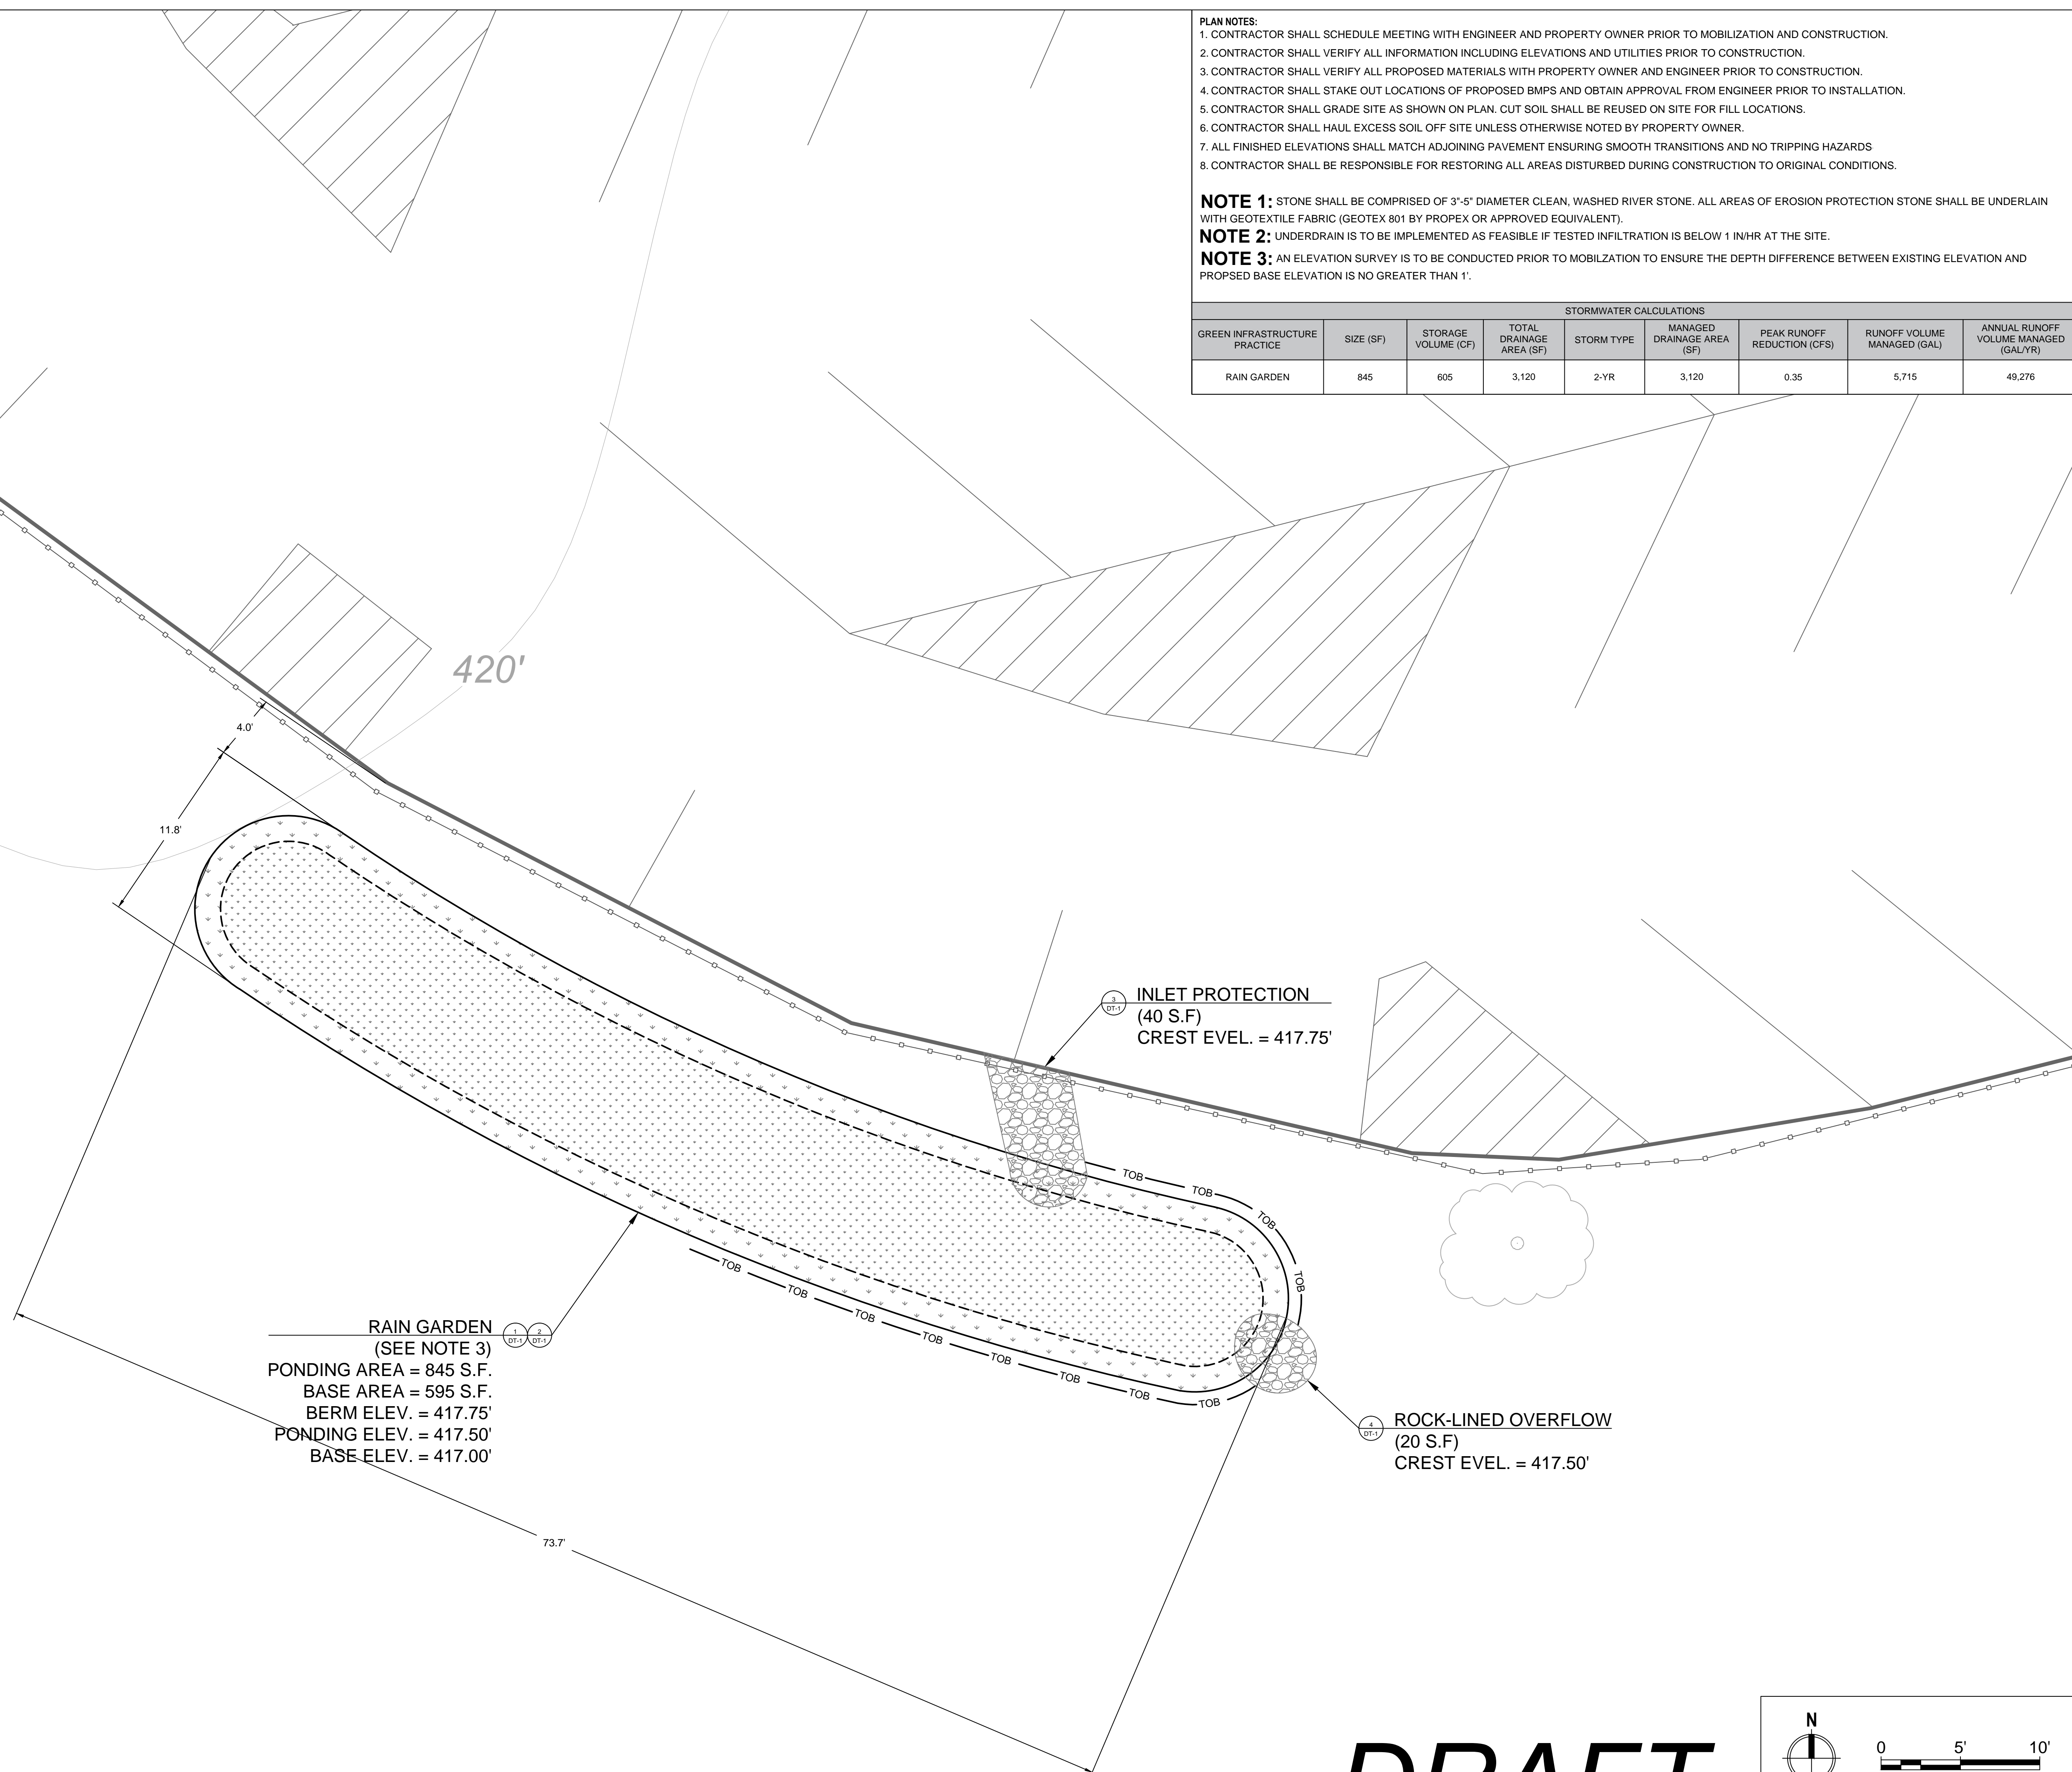 PLAN NOTES:
1. CONTRACTOR SHALL SCHEDULE MEETING WITH ENGINEER AND PROPERTY OWNER PRIOR TO MOBILIZATION AND CONSTRUCTION.
2. CONTRACTOR SHALL VERIFY ALL INFORMATION INCLUDING ELEVATIONS AND UTILITIES PRIOR TO CONSTRUCTION.
3. CONTRACTOR SHALL VERIFY ALL PROPOSED MATERIALS WITH PROPERTY OWNER AND ENGINEER PRIOR TO CONSTRUCTION.
4. CONTRACTOR SHALL STAKE OUT LOCATIONS OF PROPOSED BMPS AND OBTAIN APPROVAL FROM ENGINEER PRIOR TO INSTALLATION.
5. CONTRACTOR SHALL GRADE SITE AS SHOWN ON PLAN. CUT SOIL SHALL BE REUSED ON SITE FOR FILL LOCATIONS.
6. CONTRACTOR SHALL HAUL EXCESS SOIL OFF SITE UNLESS OTHERWISE NOTED BY PROPERTY OWNER.
7. ALL FINISHED ELEVATIONS SHALL MATCH ADJOINING PAVEMENT ENSURING SMOOTH TRANSITIONS AND NO TRIPPING HAZARDS
8. CONTRACTOR SHALL BE RESPONSIBLE FOR RESTORING ALL AREAS DISTURBED DURING CONSTRUCTION TO ORIGINAL CONDITIONS.
NOTE 1: STONE SHALL BE COMPRISED OF 3"-5" DIAMETER CLEAN, WASHED RIVER STONE. ALL AREAS OF EROSION PROTECTION STONE SHALL BE UNDERLAIN
WITH GEOTEXTILE FABRIC (GEOTEX 801 BY PROPEX OR APPROVED EQUIVALENT).
NOTE 2: UNDERDRAIN IS TO BE IMPLEMENTED AS FEASIBLE IF TESTED INFILTRATION IS BELOW 1 IN/HR AT THE SITE.
NOTE 3: AN ELEVATION SURVEY IS TO BE CONDUCTED PRIOR TO MOBILZATION TO ENSURE THE DEPTH DIFFERENCE BETWEEN EXISTING ELEVATION AND
PROPSED BASE ELEVATION IS NO GREATER THAN 1'.
STORMWATER CALCULATIONS
GREEN INFRASTRUCTURE PRACTICE
SIZE (SF)
STORAGE VOLUME (CF)
TOTAL DRAINAGE AREA (SF)
STORM TYPE
MANAGED DRAINAGE AREA (SF)
PEAK RUNOFF REDUCTION (CFS)
RUNOFF VOLUME MANAGED (GAL)
ANNUAL RUNOFF VOLUME MANAGED (GAL/YR)
RAIN GARDEN 845 605 3,120 2-YR 3,120 0.35 5,715 49,276
420'
4.0'
11.8'
3
DT-1
INLET PROTECTION
(40 S.F)
CREST EVEL. = 417.75'
TOB
TOB
TOB
TOB
TOB
TOB
TOB
TOB
TOB
TOB
TOB
TOB
RAIN GARDEN
1
DT-1
2
DT-1
(SEE NOTE 3)
PONDING AREA = 845 S.F.
BASE AREA = 595 S.F.
BERM ELEV. = 417.75'
PONDING ELEV. = 417.50'
BASE ELEV. = 417.00'
4
DT-1
ROCK-LINED OVERFLOW
(20 S.F)
CREST EVEL. = 417.50'
73.7'
DRAFT
N
0 5' 10'